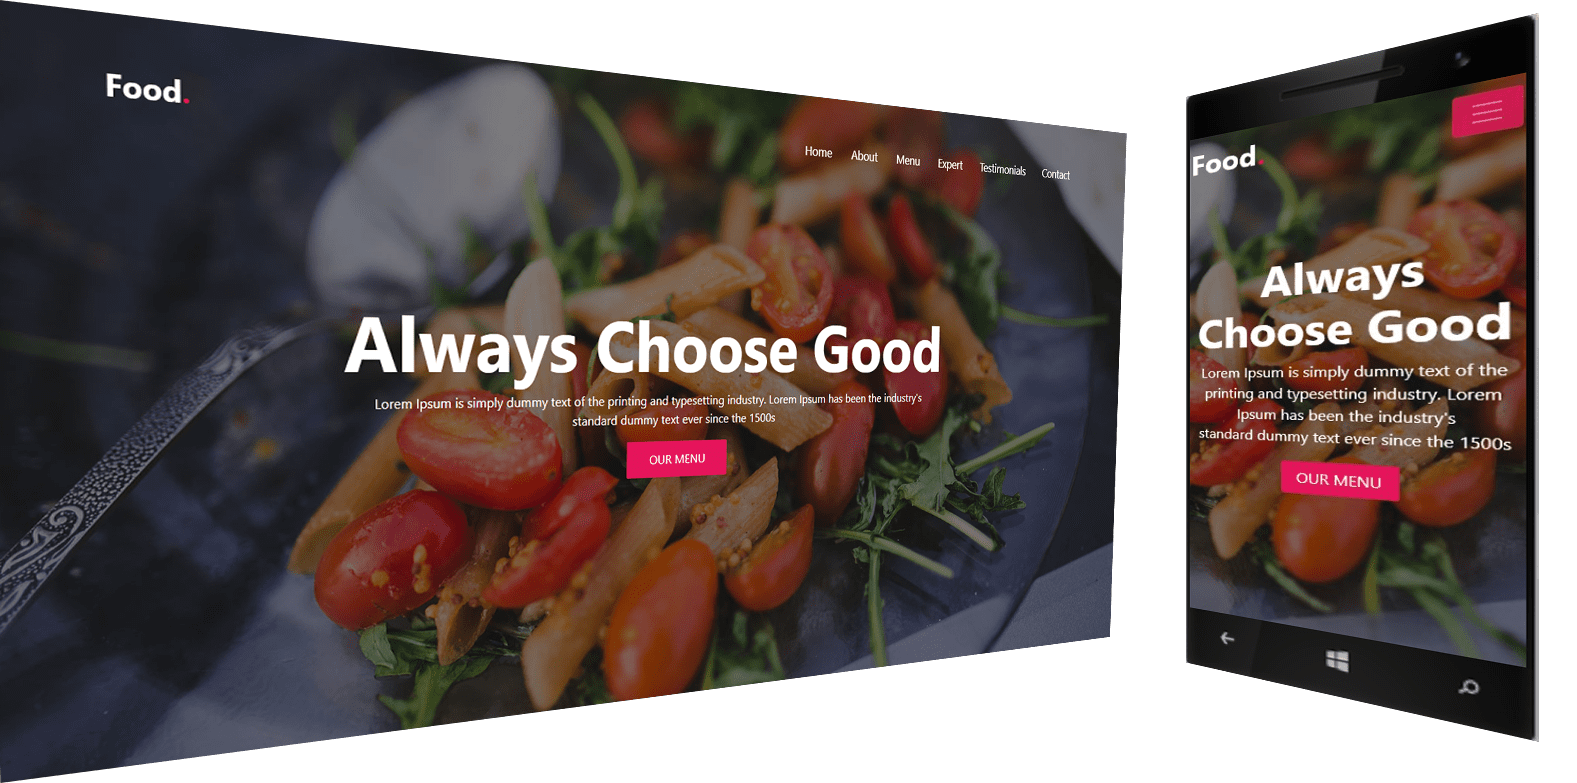 Food.
Home About Menu Expert Testimonials Contact
Always Choose Good
Lorem Ipsum is simply dummy text of the printing and typesetting industry. Lorem Ipsum has been the industry's
standard dummy text ever since the 1500s
OUR MENU
Food.
Always
Choose Good
Lorem Ipsum is simply dummy text of the
printing and typesetting industry. Lorem
Ipsum has been the industry's
standard dummy text ever since the 1500s
OUR MENU